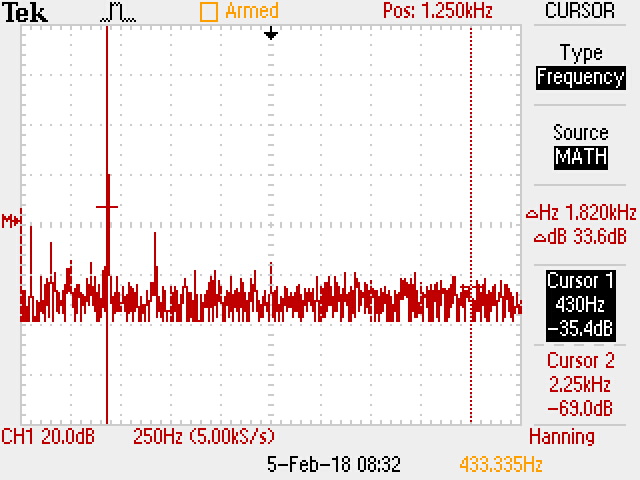 Tek Armed Pos: 1.250kHz CURSOR
Type
Frequency
Source
MATH
M
△Hz 1.820kHz
△dB 33.6dB
Cursor 1
430Hz
-35.4dB
Cursor 2
2.25kHz
-69.0dB
CH1 20.0dB 250Hz (5.00kS/s) Hanning
5-Feb-18 08:32 433.335Hz